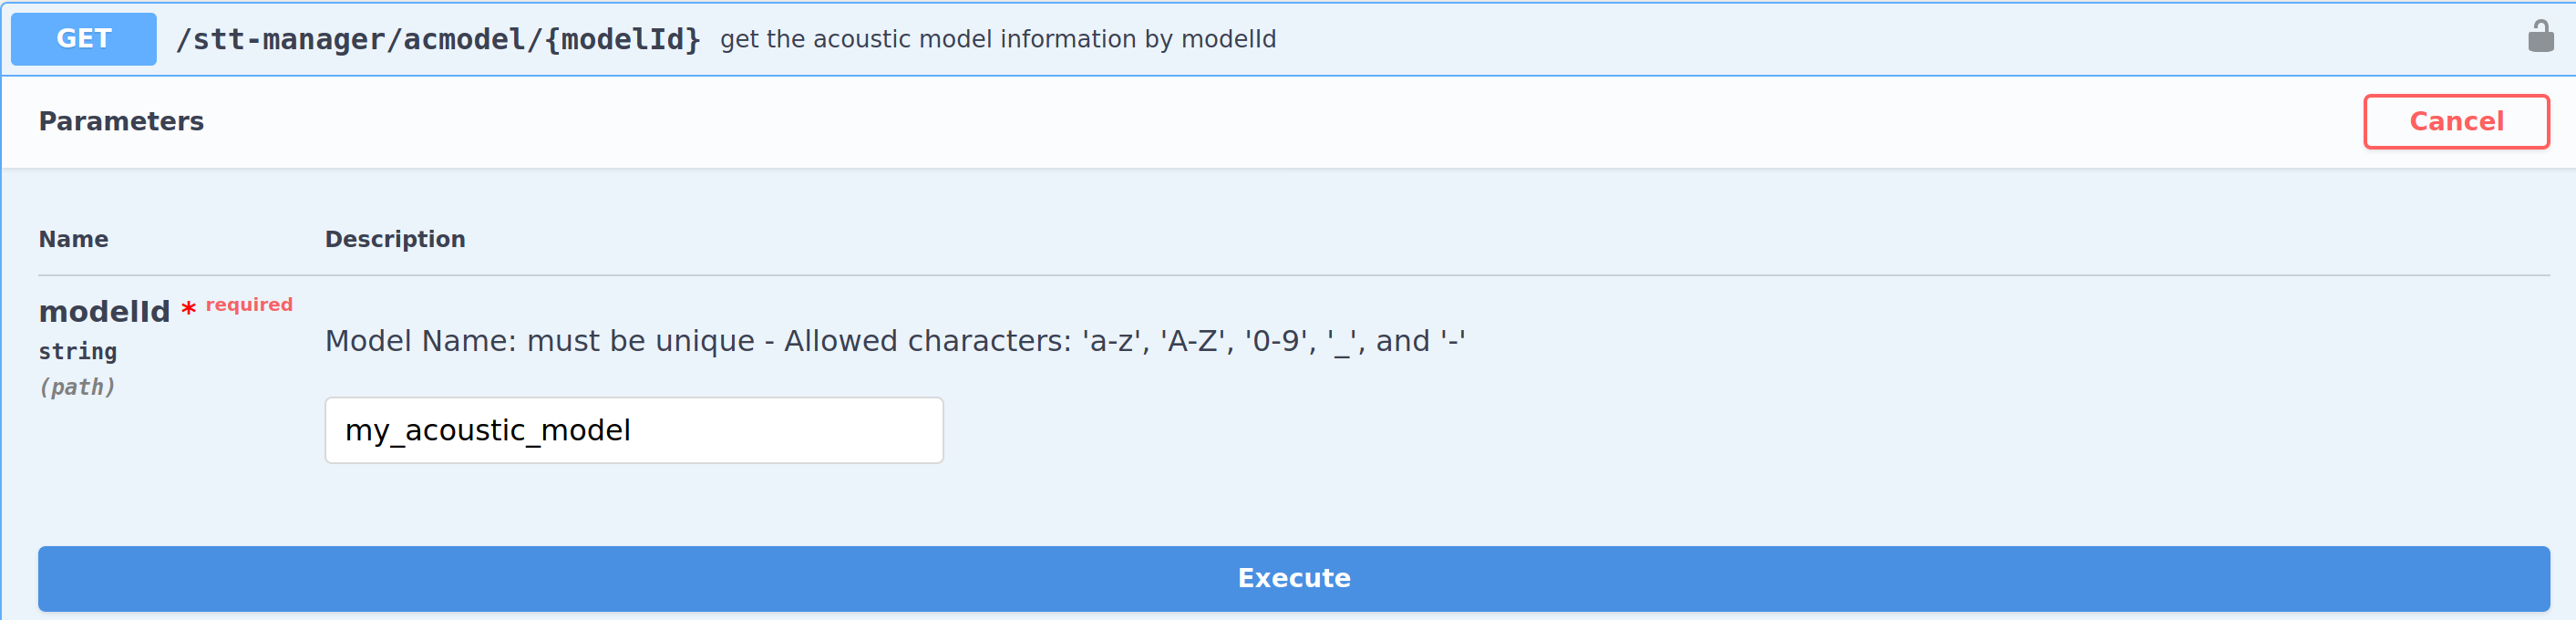 GET /stt-manager/acmodel/{modelId} get the acoustic model information by modelId
Parameters Cancel
Name Description
modelId * required
string
(path)
Model Name: must be unique - Allowed characters: 'a-z', 'A-Z', '0-9', '_', and '-'
my_acoustic_model
Execute